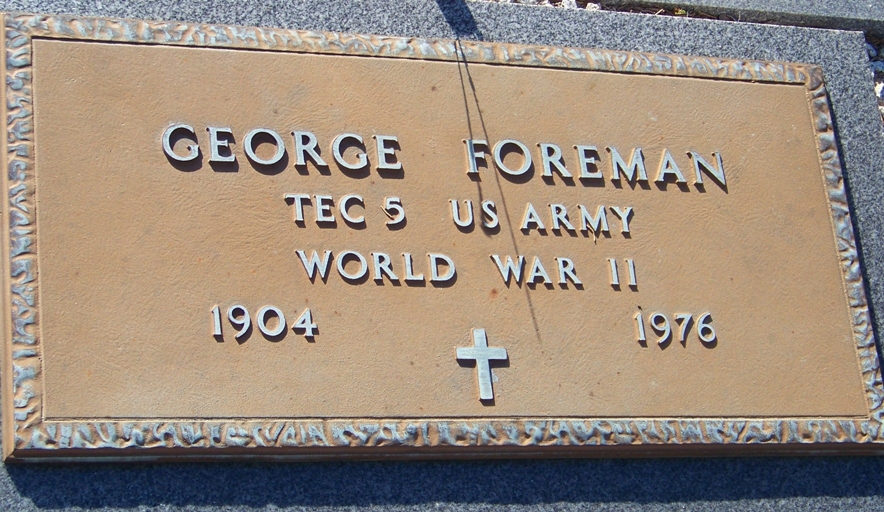 GEORGE FOREMAN
TEC 5 US ARMY
WORLD WAR II
1904 1976